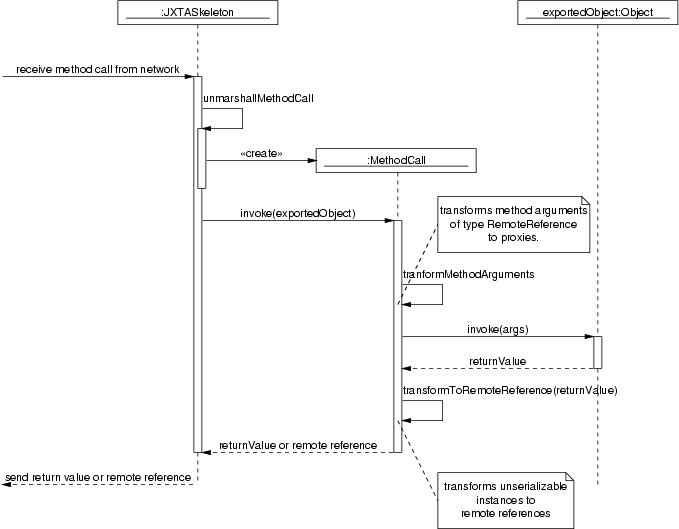 :JXTASkeleton
exportedObject:Object
receive method call from network
unmarshallMethodCall
«create»
:MethodCall
transforms method arguments
of type RemoteReference
to proxies.
invoke(exportedObject)
tranformMethodArguments
invoke(args)
returnValue
transformToRemoteReference(returnValue)
returnValue or remote reference
send return value or remote reference
transforms unserializable
instances to
remote references